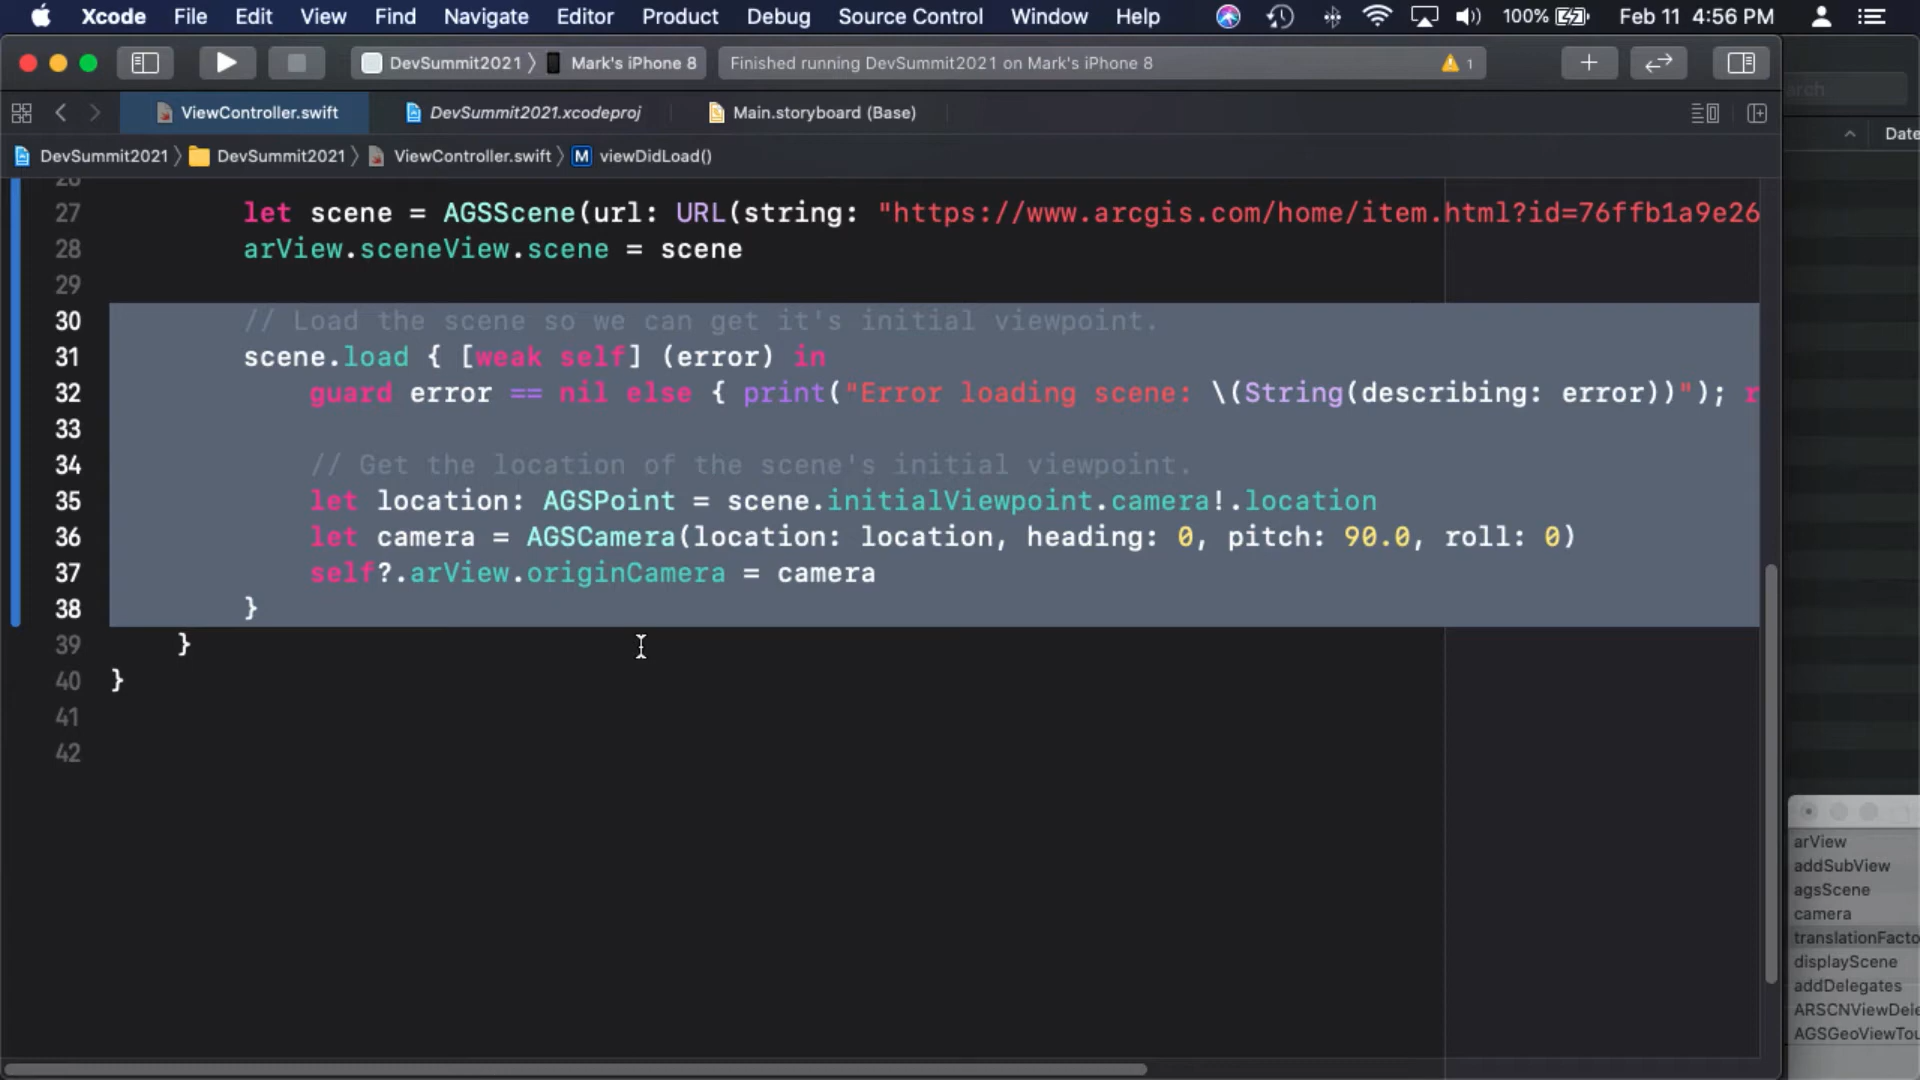 Xcode File Edit View Find Navigate Editor Product Debug Source Control Window Help 100% Feb 11 4:56 PM
DevSummit2021 〉 Mark's iPhone 8 Finished running DevSummit2021 on Mark's iPhone 8 1
ViewController.swift DevSummit2021.xcodeproj Main.storyboard (Base)
Date
DevSummit2021 〉 DevSummit2021 〉 ViewController.swift 〉 M viewDidLoad()
27 let scene = AGSScene(url: URL(string: "https://www.arcgis.com/home/item.html?id=76ffb1a9e26
28 arView.sceneView.scene = scene
29
30 // Load the scene so we can get it's initial viewpoint.
31 scene.load { [weak self] (error) in
32 guard error == nil else { print("Error loading scene: \(String(describing: error))"); r
33
34 // Get the location of the scene's initial viewpoint.
35 let location: AGSPoint = scene.initialViewpoint.camera!.location
36 let camera = AGSCamera(location: location, heading: 0, pitch: 90.0, roll: 0)
37 self?.arView.originCamera = camera
38 }
39 }
40 }
41
42
arView
addSubView
agsScene
camera
translationFacto
displayScene
addDelegates
ARSCNViewDele
AGSGeoViewTou